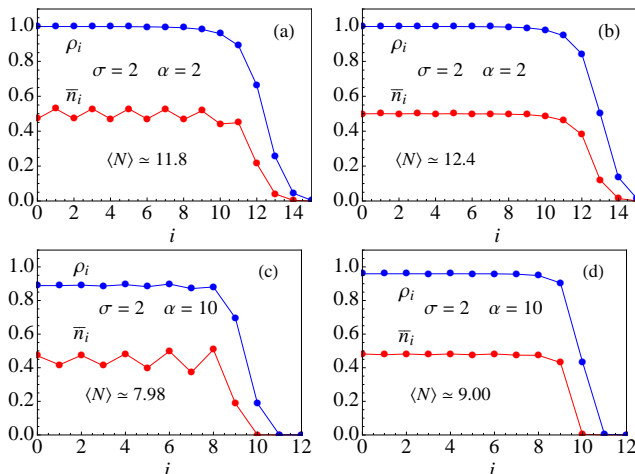 (a)
ρi
σ = 2 α = 2
n̅i
⟨N⟩ ≃ 11.8
1.0
0.8
0.6
0.4
0.2
0.0
0 2 4 6 8 10 12 14
i
(b)
ρi
σ = 2 α = 2
n̅i
⟨N⟩ ≃ 12.4
1.0
0.8
0.6
0.4
0.2
0.0
0 2 4 6 8 10 12 14
i
(c)
ρi
σ = 2 α = 10
n̅i
⟨N⟩ ≃ 7.98
1.0
0.8
0.6
0.4
0.2
0.0
0 2 4 6 8 10 12
i
(d)
ρi
σ = 2 α = 10
n̅i
⟨N⟩ ≃ 9.00
1.0
0.8
0.6
0.4
0.2
0.0
0 2 4 6 8 10 12
i